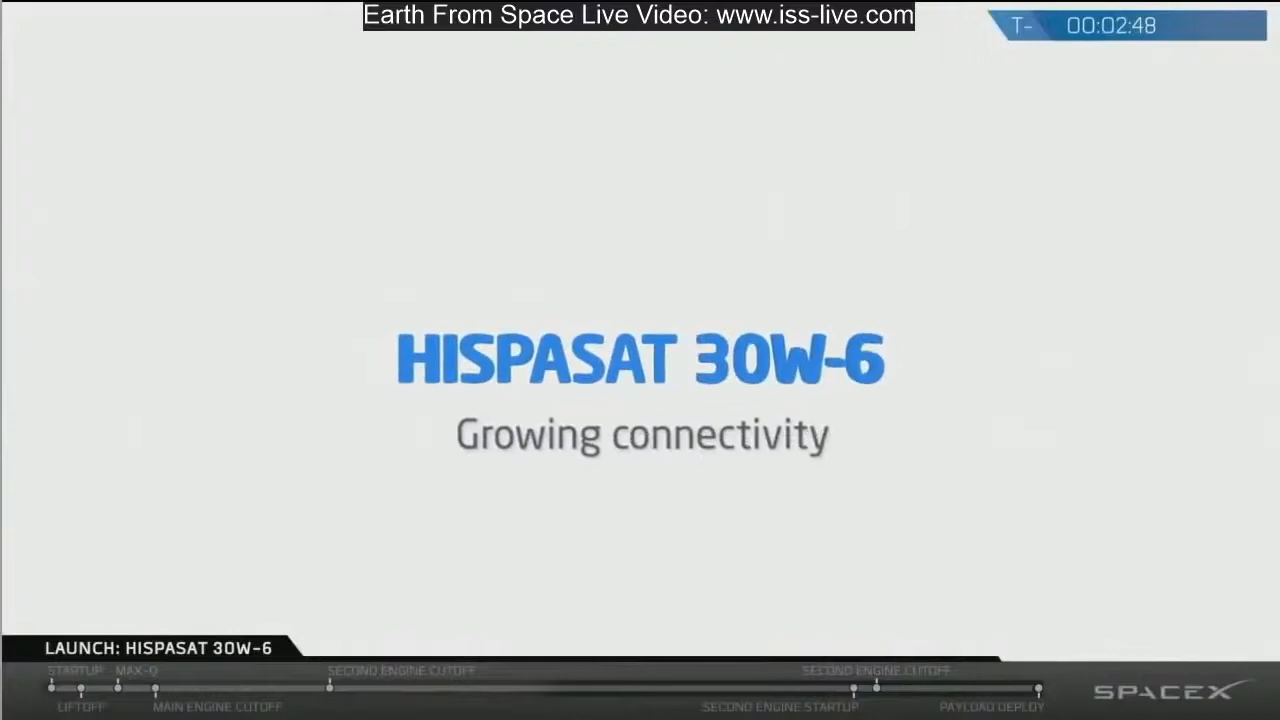 Earth From Space Live Video: www.iss-live.com
T- 00:02:48
HISPASAT 30W-6
Growing connectivity
LAUNCH: HISPASAT 30W-6
STARTUP MAX-Q SECOND ENGINE CUTOFF SECOND ENGINE CUTOFF
LIFTOFF MAIN ENGINE CUTOFF SECOND ENGINE STARTUP PAYLOAD DEPLOY
SPACEX